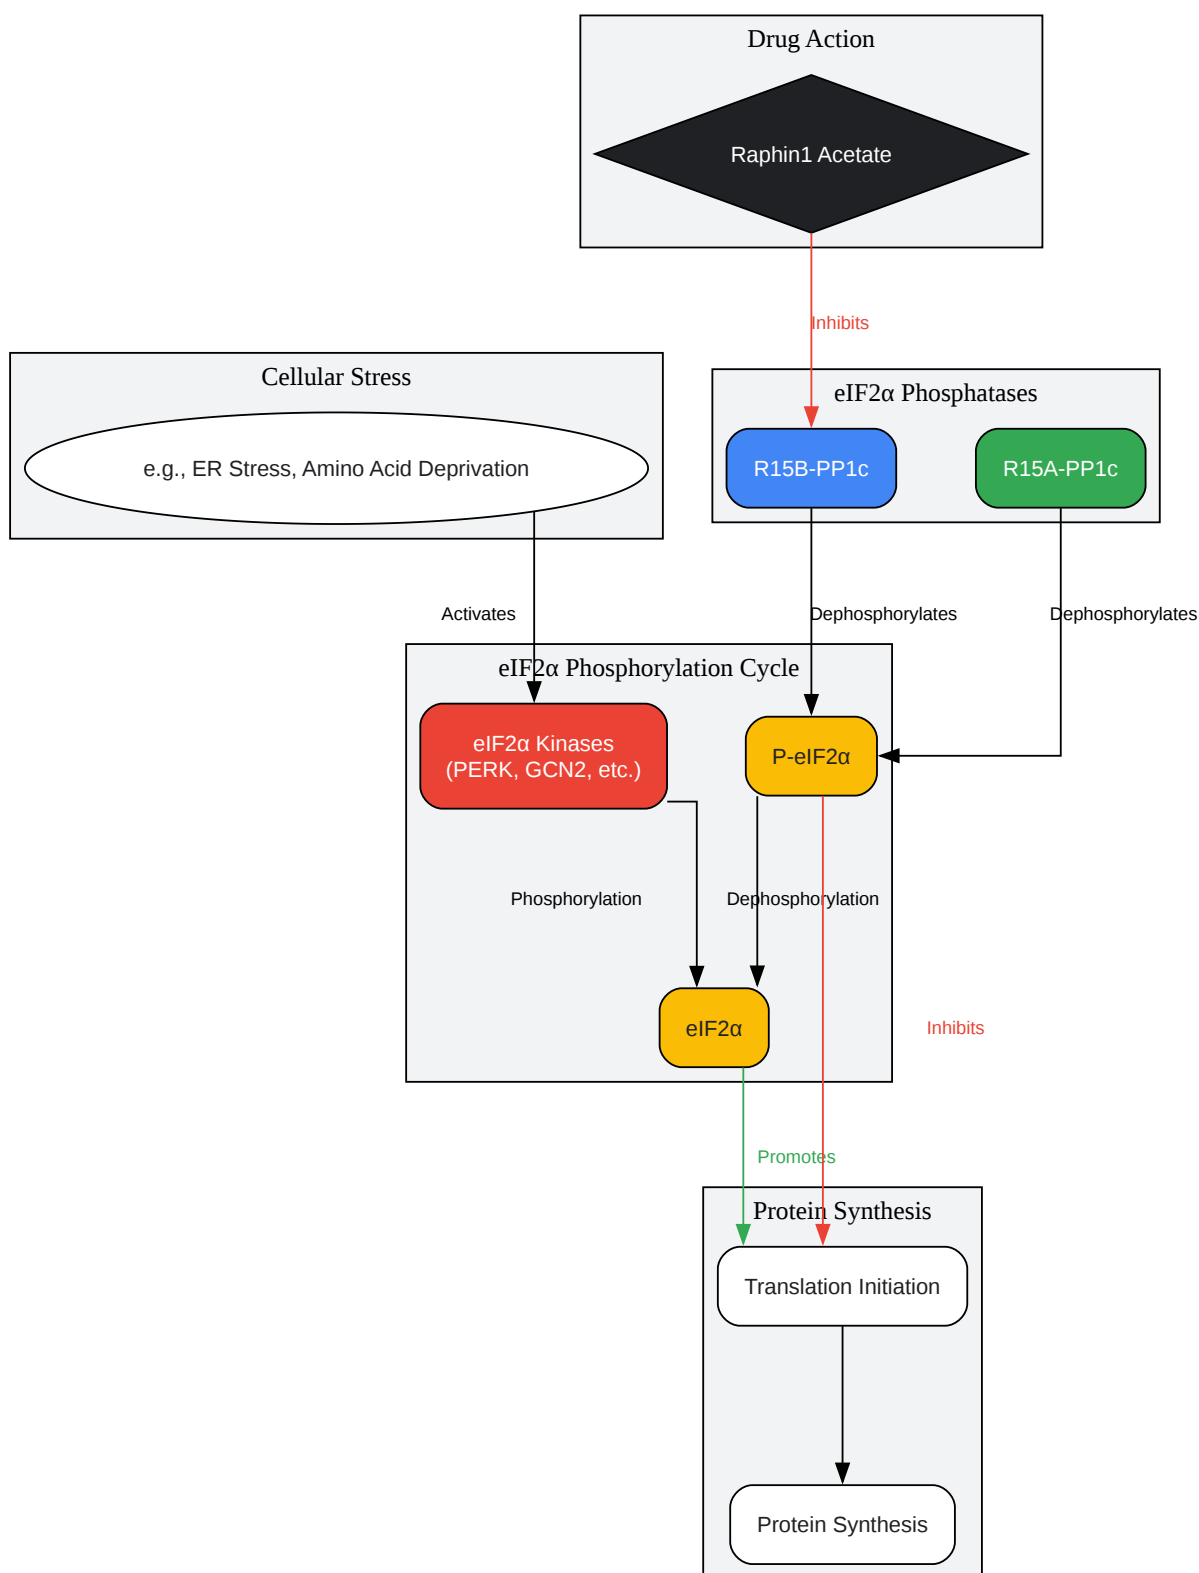 Drug Action
Raphin1 Acetate
Inhibits
Cellular Stress
e.g., ER Stress, Amino Acid Deprivation
eIF2α Phosphatases
R15B-PP1c
R15A-PP1c
Activates
Dephosphorylates
Dephosphorylates
eIF2α Phosphorylation Cycle
eIF2α Kinases
(PERK, GCN2, etc.)
P-eIF2α
Phosphorylation
Dephosphorylation
eIF2α
Inhibits
Promotes
Protein Synthesis
Translation Initiation
Protein Synthesis